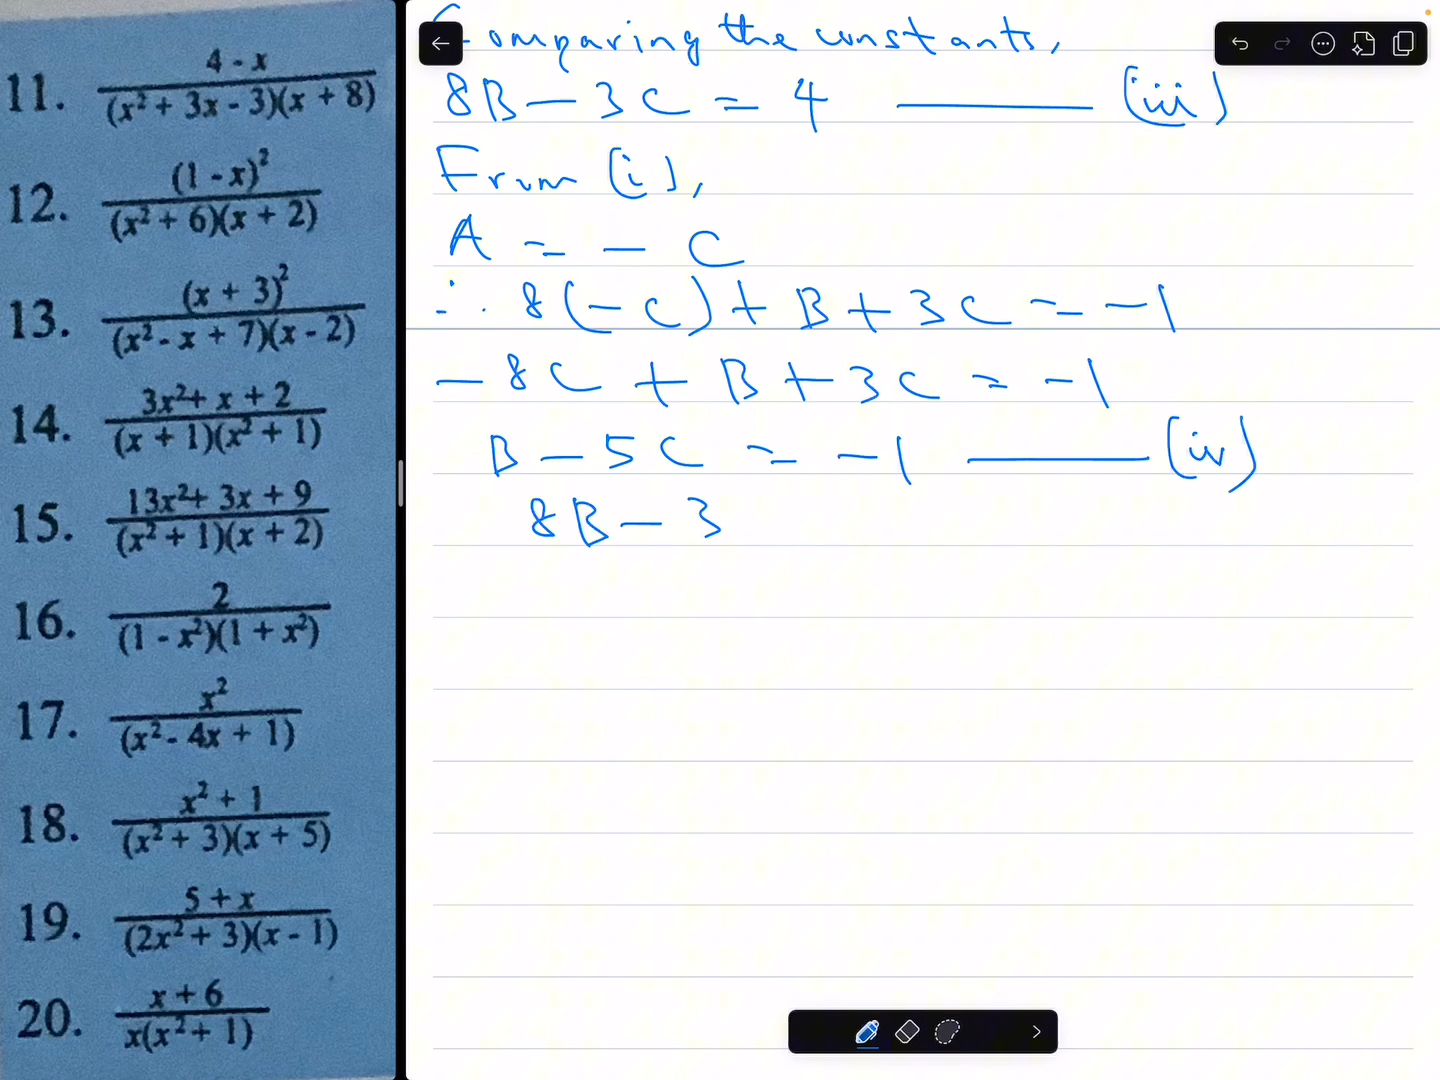 11. (4 - x)/((x² + 3x - 3)(x + 8))
12. (1 - x)²/((x² + 6)(x + 2))
13. (x + 3)²/((x² - x + 7)(x - 2))
14. (3x² + x + 2)/((x + 1)(x² + 1))
15. (13x² + 3x + 9)/((x² + 1)(x + 2))
16. 2/((1 - x²)(1 + x²))
17. x²/(x² - 4x + 1)
18. (x² + 1)/((x² + 3)(x + 5))
19. (5 + x)/((2x² + 3)(x - 1))
20. (x + 6)/(x(x² + 1))
Comparing the constants,
8B - 3C = 4 ——— (iii)
From (i),
A = - C
∴ 8(-C) + B + 3C = -1
-8C + B + 3C = -1
B - 5C = -1 ——— (iv)
8B - 3